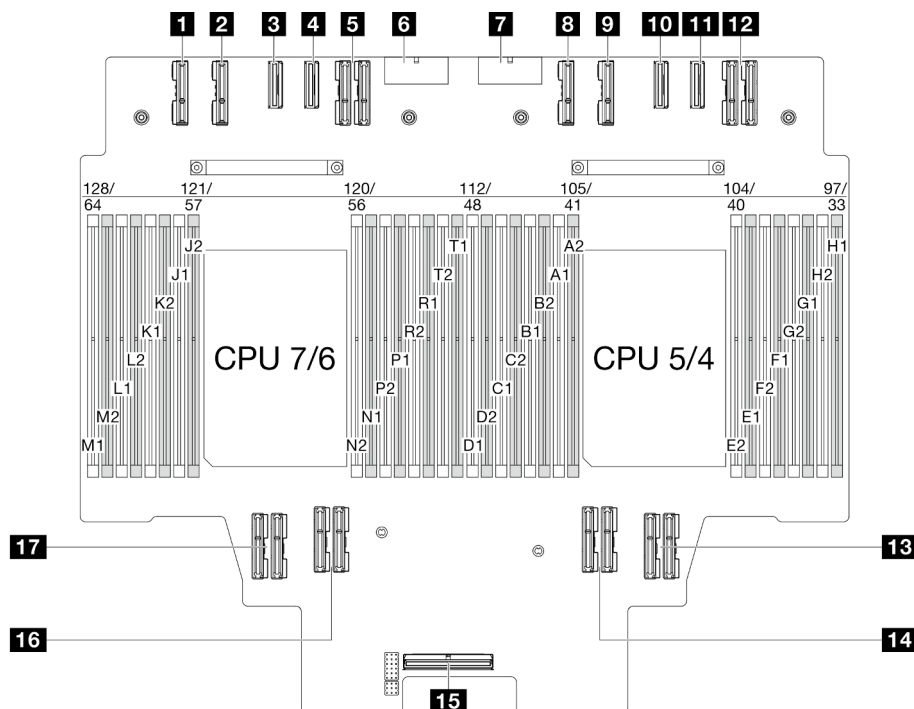 1 2 3 4 5 6 7 8 9 10 11 12
128/ 121/ 120/ 112/ 105/ 104/ 97/
64 57 56 48 41 40 33
J2 T1 A2 H1
J1 T2 A1 H2
K2 R1 B2 G1
K1 R2 B1 G2
CPU 7/6 CPU 5/4
L2 P1 C2 F1
L1 P2 C1 F2
M2 N1 D2 E1
M1 N2 D1 E2
17 13
16 14
15